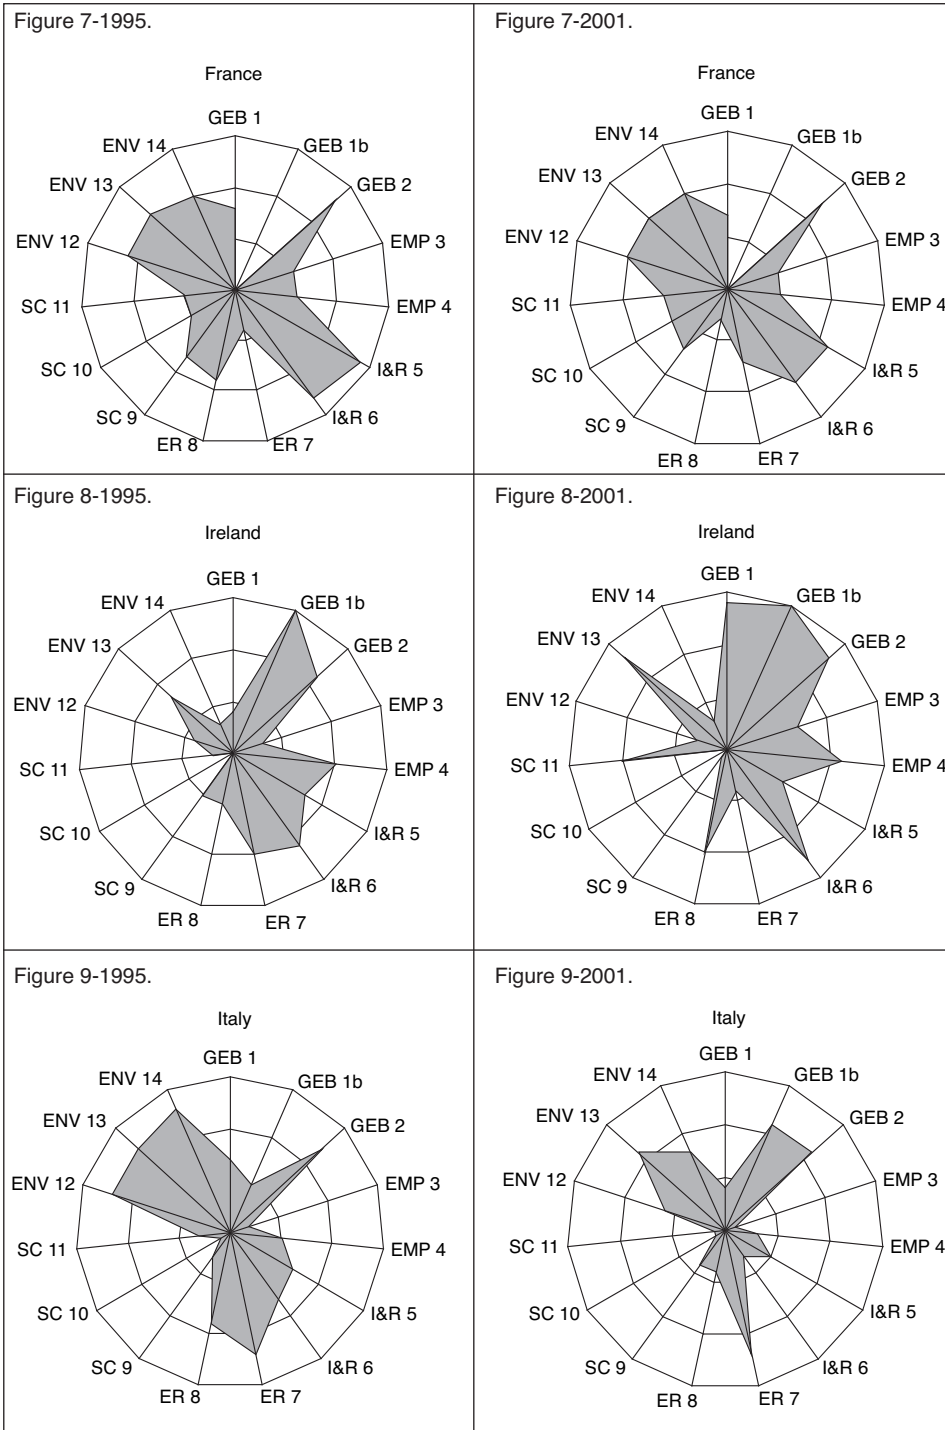 Figure 7-1995.
France
GEB 1
GEB 1b
GEB 2
EMP 3
EMP 4
I&R 5
I&R 6
ER 7
ER 8
SC 9
SC 10
SC 11
ENV 12
ENV 13
ENV 14
Figure 7-2001.
France
GEB 1
GEB 1b
GEB 2
EMP 3
EMP 4
I&R 5
I&R 6
ER 7
ER 8
SC 9
SC 10
SC 11
ENV 12
ENV 13
ENV 14
Figure 8-1995.
Ireland
GEB 1
GEB 1b
GEB 2
EMP 3
EMP 4
I&R 5
I&R 6
ER 7
ER 8
SC 9
SC 10
SC 11
ENV 12
ENV 13
ENV 14
Figure 8-2001.
Ireland
GEB 1
GEB 1b
GEB 2
EMP 3
EMP 4
I&R 5
I&R 6
ER 7
ER 8
SC 9
SC 10
SC 11
ENV 12
ENV 13
ENV 14
Figure 9-1995.
Italy
GEB 1
GEB 1b
GEB 2
EMP 3
EMP 4
I&R 5
I&R 6
ER 7
ER 8
SC 9
SC 10
SC 11
ENV 12
ENV 13
ENV 14
Figure 9-2001.
Italy
GEB 1
GEB 1b
GEB 2
EMP 3
EMP 4
I&R 5
I&R 6
ER 7
ER 8
SC 9
SC 10
SC 11
ENV 12
ENV 13
ENV 14